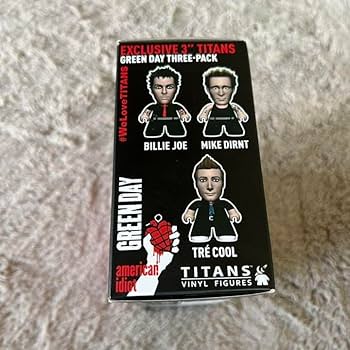 EXCLUSIVE 3" TITANS
GREEN DAY THREE-PACK
#WeLoveTITANS
BILLIE JOE
MIKE DIRNT
GREEN DAY
TRÉ COOL
american
idiot
TITANS
VINYL FIGURES